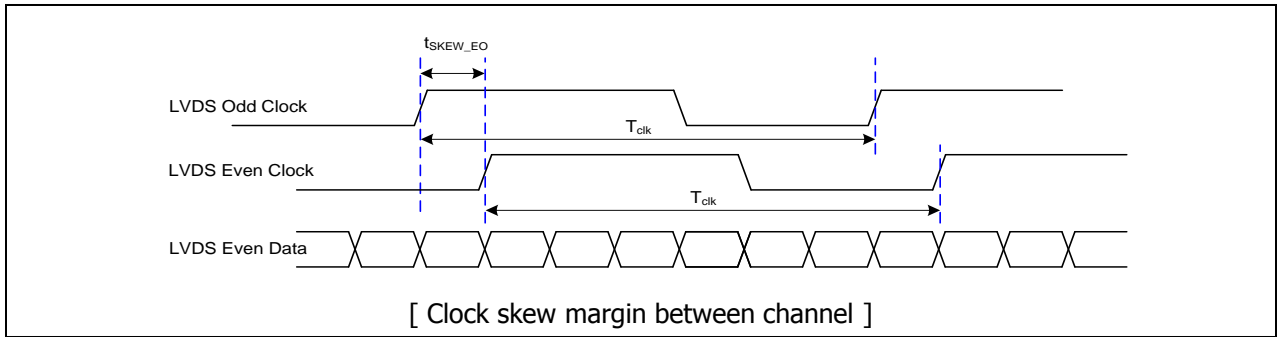 tSKEW_EO
LVDS Odd Clock
Tclk
LVDS Even Clock
Tclk
LVDS Even Data
[ Clock skew margin between channel ]